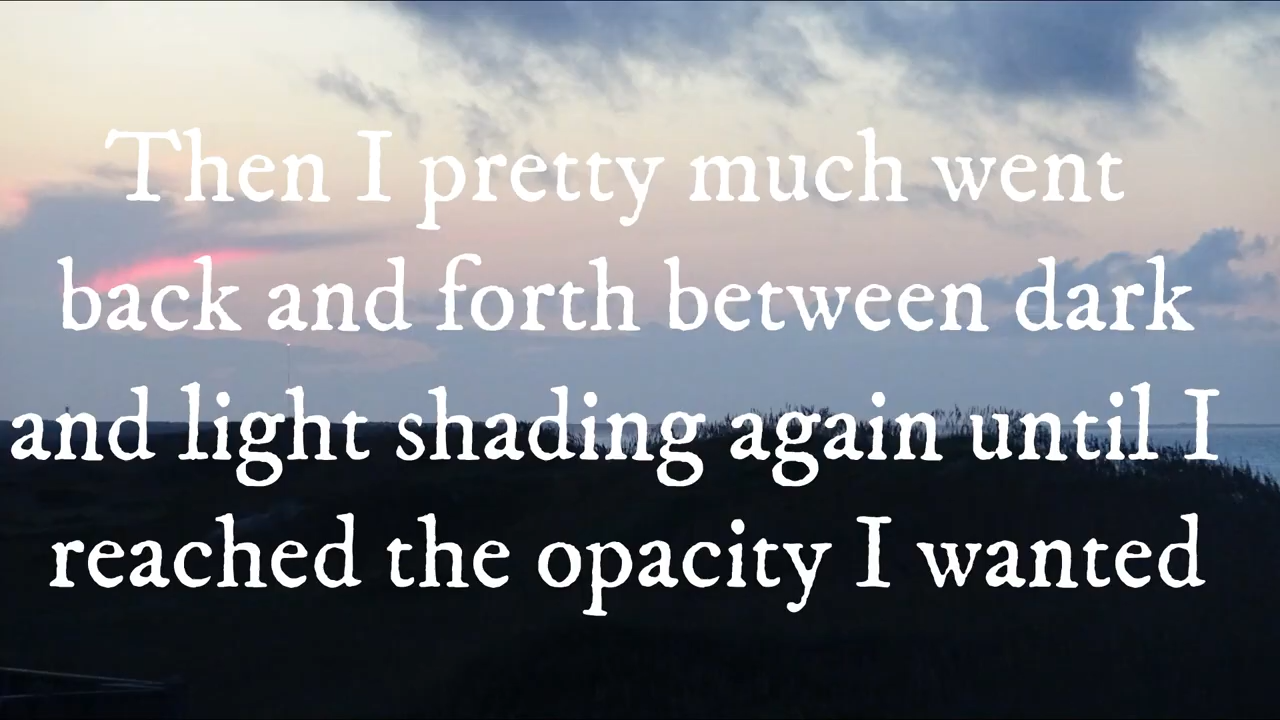 Then I pretty much went
back and forth between dark
and light shading again until I
reached the opacity I wanted